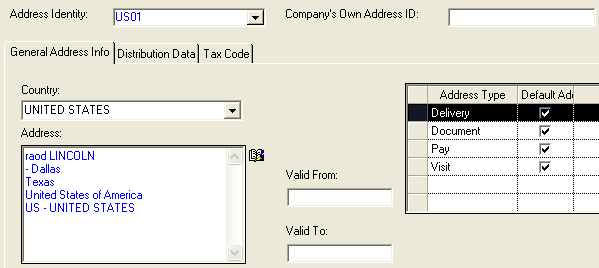 Address Identity: US01 Company's Own Address ID:
General Address Info Distribution Data Tax Code
Country:
UNITED STATES
Address:
raod LINCOLN
- Dallas
Texas
United States of America
US - UNITED STATES
Valid From:
Valid To:
Address Type Default Add
Delivery
Document
Pay
Visit